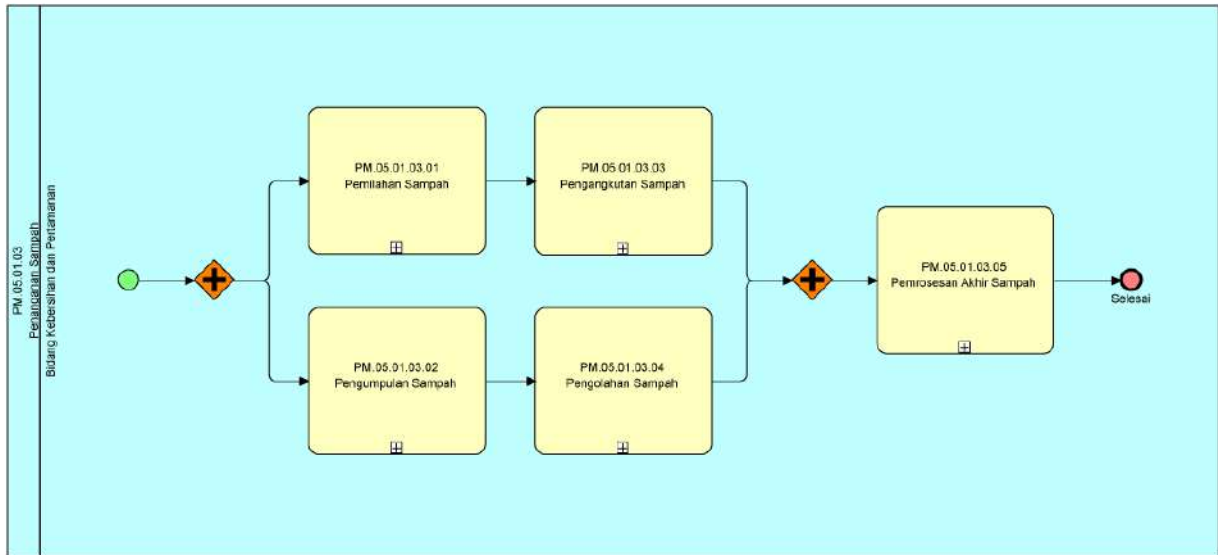 PM.05.01.03
Penanganan Sampah
Bidang Kebersihan dan Pertamanan
PM.05.01.03.01
Pemilahan Sampah
PM.05.01.03.03
Pengangkutan Sampah
PM.05.01.03.02
Pengumpulan Sampah
PM.05.01.03.04
Pengolahan Sampah
PM.05.01.03.05
Pemrosesan Akhir Sampah
Selesai